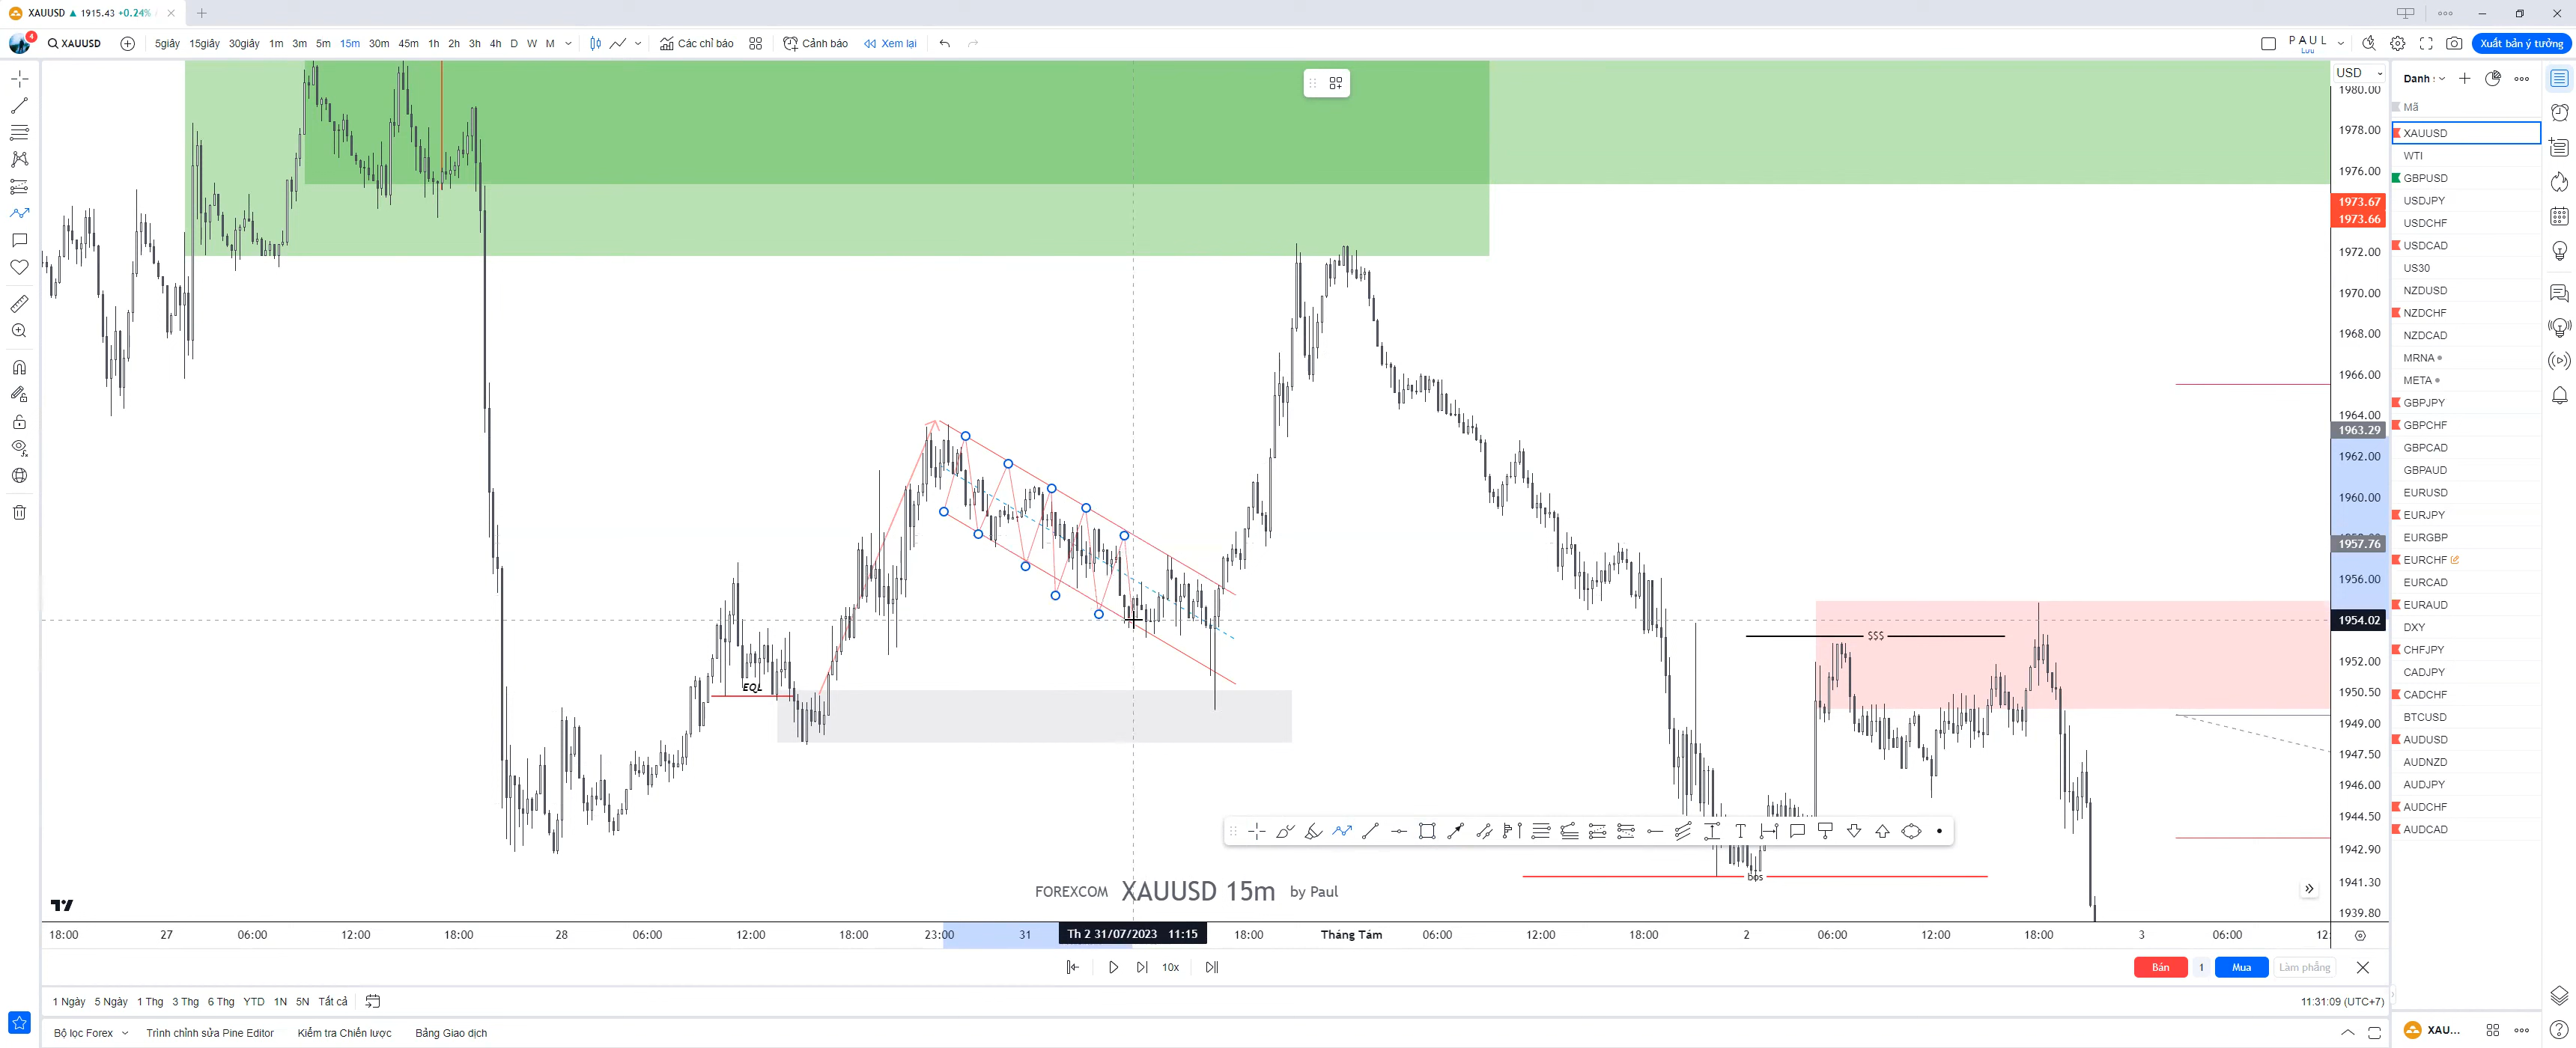 XAUUSD ▲ 1915.43 +0.24%
4 XAUUSD 5giây 15giây 30giây 1m 3m 5m 15m 30m 45m 1h 2h 3h 4h D W M Các chỉ báo Cảnh báo Xem lại PAUL Lưu Xuất bản ý tưởng
USD
1980.00
1978.00
1976.00
1973.67
1973.66
1972.00
1970.00
1968.00
1966.00
1964.00
1963.29
1962.00
1960.00
1957.76
1956.00
1954.02
1952.00
1950.50
1949.00
1947.50
1946.00
1944.50
1942.90
1941.30
1939.80
EQL
$$$
bos
FOREXCOM XAUUSD 15m by Paul
18:00 27 06:00 12:00 18:00 28 06:00 12:00 18:00 23:00 31 Th 2 31/07/2023 11:15 18:00 Tháng Tám 06:00 12:00 18:00 2 06:00 12:00 18:00 3 06:00 12:
10x Bán 1 Mua Làm phẳng
1 Ngày 5 Ngày 1 Thg 3 Thg 6 Thg YTD 1N 5N Tất cả 11:31:09 (UTC+7)
Bộ lọc Forex Trình chỉnh sửa Pine Editor Kiểm tra Chiến lược Bảng Giao dịch
Danh :
Mã
XAUUSD
WTI
GBPUSD
USDJPY
USDCHF
USDCAD
US30
NZDUSD
NZDCHF
NZDCAD
MRNA
META
GBPJPY
GBPCHF
GBPCAD
GBPAUD
EURUSD
EURJPY
EURGBP
EURCHF
EURCAD
EURAUD
DXY
CHFJPY
CADJPY
CADCHF
BTCUSD
AUDUSD
AUDNZD
AUDJPY
AUDCHF
AUDCAD
XAU...